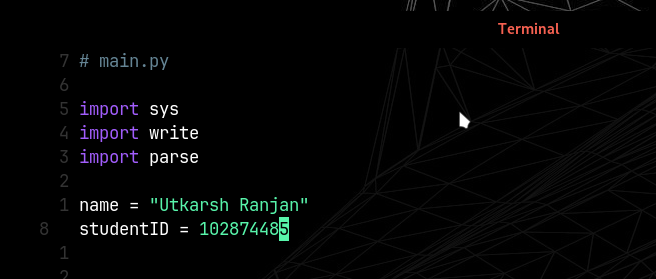 Terminal
7 # main.py
6
5 import sys
4 import write
3 import parse
2
1 name = "Utkarsh Ranjan"
8 studentID = 102874485
1
2